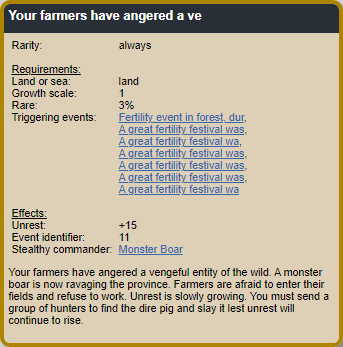 Your farmers have angered a ve
Rarity: always
Requirements:
Land or sea: land
Growth scale: 1
Rare: 3%
Triggering events: Fertility event in forest, dur,
A great fertility festival was,
A great fertility festival wa,
A great fertility festival was,
A great fertility festival was,
A great fertility festival was,
A great fertility festival wa
Effects:
Unrest: +15
Event identifier: 11
Stealthy commander: Monster Boar
Your farmers have angered a vengeful entity of the wild. A monster
boar is now ravaging the province. Farmers are afraid to enter their
fields and refuse to work. Unrest is slowly growing. You must send a
group of hunters to find the dire pig and slay it lest unrest will
continue to rise.